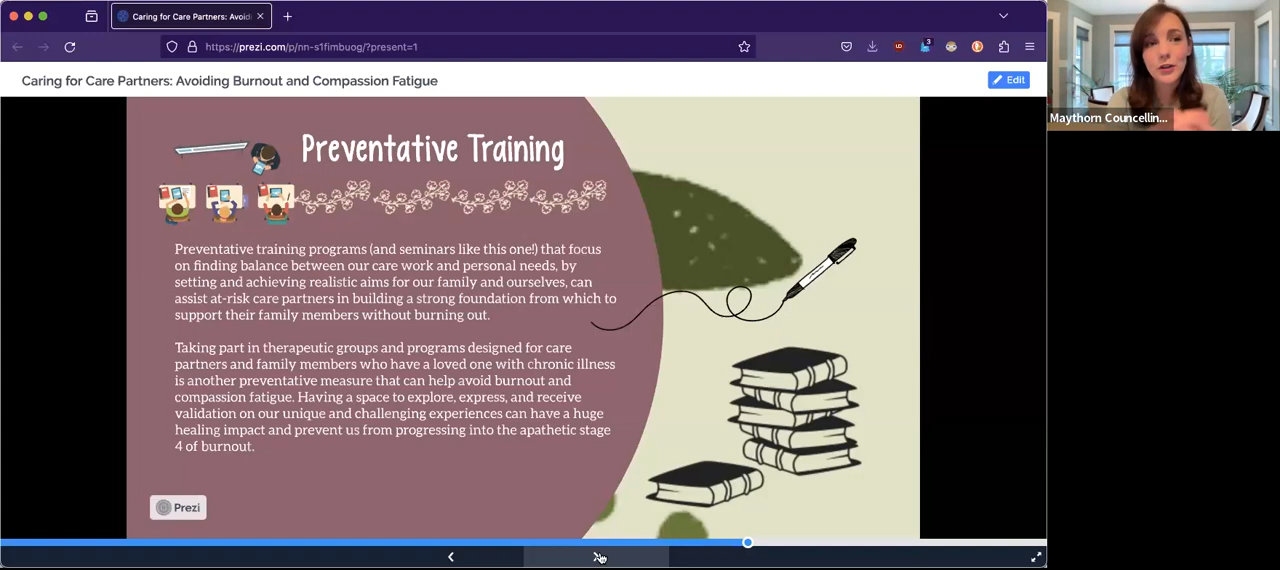 Caring for Care Partners: Avoidi
https://prezi.com/p/nn-s1fimbuog/?present=1
3
Caring for Care Partners: Avoiding Burnout and Compassion Fatigue
Edit
Maythorn Councellin...
Preventative Training
Preventative training programs (and seminars like this one!) that focus
on finding balance between our care work and personal needs, by
setting and achieving realistic aims for our family and ourselves, can
assist at-risk care partners in building a strong foundation from which to
support their family members without burning out.
Taking part in therapeutic groups and programs designed for care
partners and family members who have a loved one with chronic illness
is another preventative measure that can help avoid burnout and
compassion fatigue. Having a space to explore, express, and receive
validation on our unique and challenging experiences can have a huge
healing impact and prevent us from progressing into the apathetic stage
4 of burnout.
Prezi